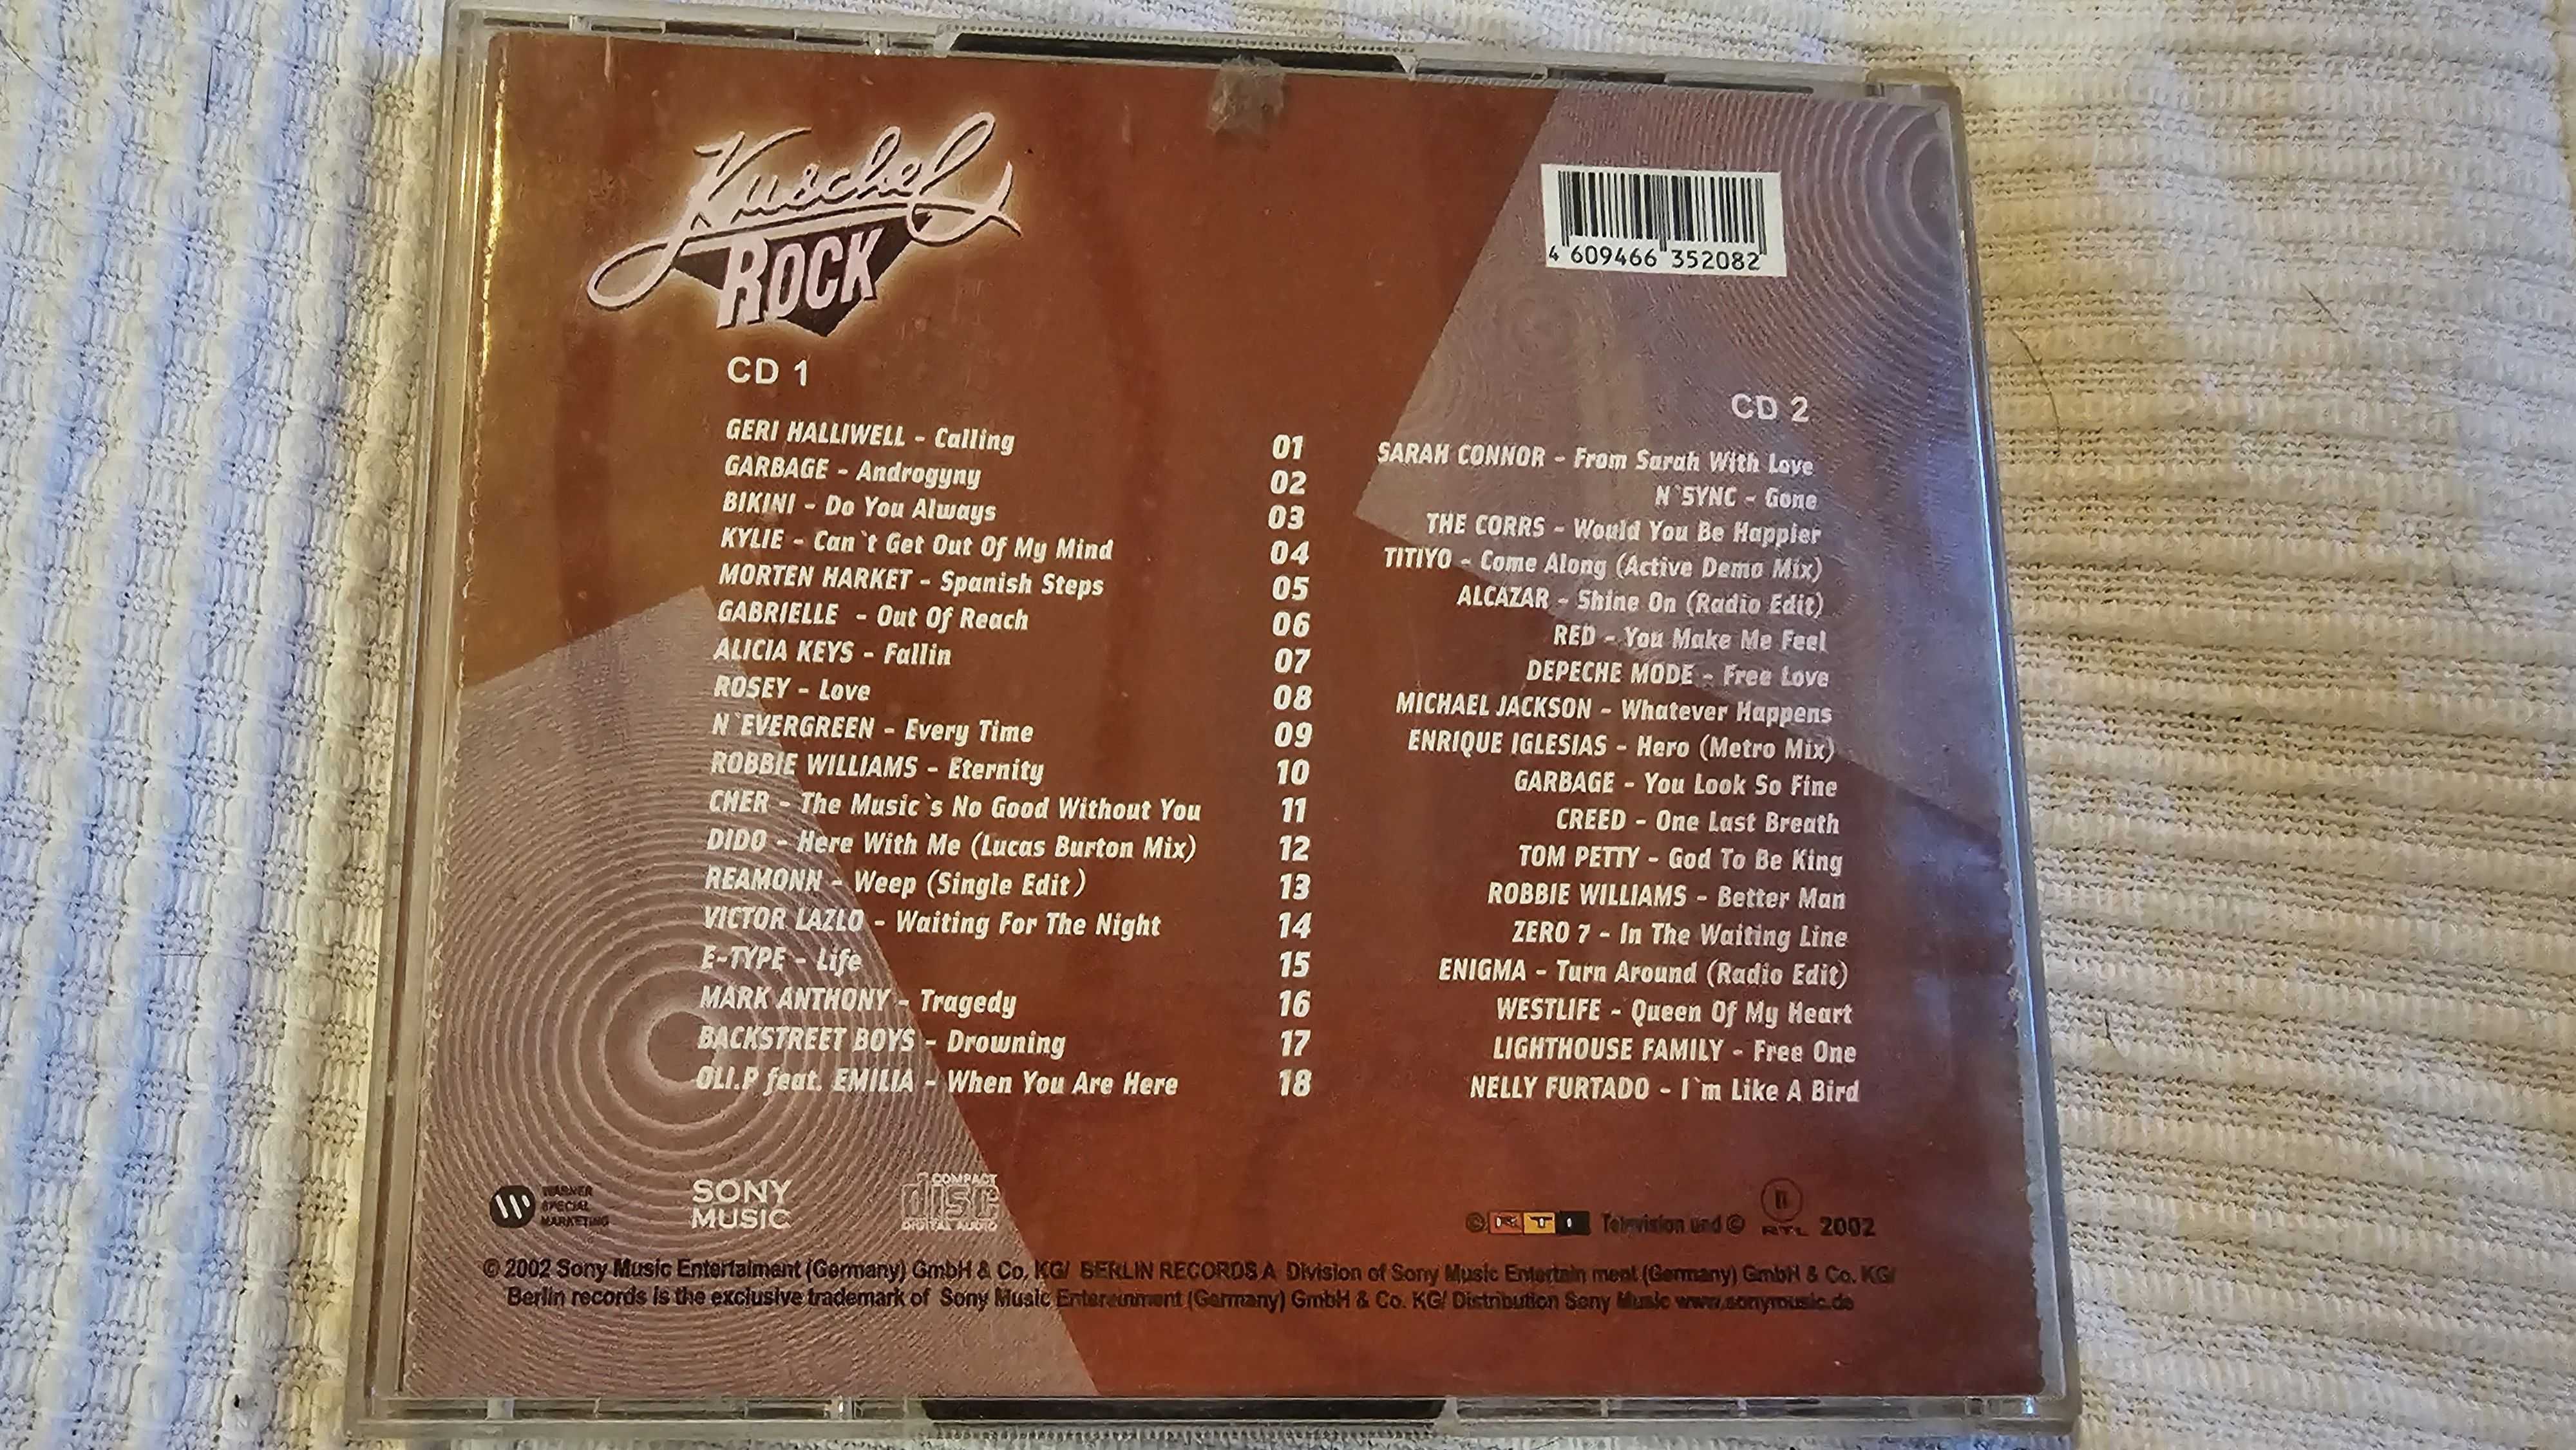 Kuschel
ROCK
4 609466 352082
CD 1
GERI HALLIWELL - Calling
GARBAGE - Androgyny
BIKINI - Do You Always
KYLIE - Can`t Get Out Of My Mind
MORTEN HARKET - Spanish Steps
GABRIELLE - Out Of Reach
ALICIA KEYS - Fallin
ROSEY - Love
N`EVERGREEN - Every Time
ROBBIE WILLIAMS - Eternity
CHER - The Music`s No Good Without You
DIDO - Here With Me (Lucas Burton Mix)
REAMONN - Weep (Single Edit)
VICTOR LAZLO - Waiting For The Night
E-TYPE - Life
MARK ANTHONY - Tragedy
BACKSTREET BOYS - Drowning
OLI.P feat. EMILIA - When You Are Here
01
02
03
04
05
06
07
08
09
10
11
12
13
14
15
16
17
18
CD 2
SARAH CONNOR - From Sarah With Love
N`SYNC - Gone
THE CORRS - Would You Be Happier
TITIYO - Come Along (Active Demo Mix)
ALCAZAR - Shine On (Radio Edit)
RED - You Make Me Feel
DEPECHE MODE - Free Love
MICHAEL JACKSON - Whatever Happens
ENRIQUE IGLESIAS - Hero (Metro Mix)
GARBAGE - You Look So Fine
CREED - One Last Breath
TOM PETTY - God To Be King
ROBBIE WILLIAMS - Better Man
ZERO 7 - In The Waiting Line
ENIGMA - Turn Around (Radio Edit)
WESTLIFE - Queen Of My Heart
LIGHTHOUSE FAMILY - Free One
NELLY FURTADO - I`m Like A Bird
WARNER
SPECIAL
MARKETING
SONY
MUSIC
COMPACT
disc
DIGITAL AUDIO
© RTL Television und © RTL 2002
© 2002 Sony Music Entertaiment (Germany) GmbH & Co, KG/ BERLIN RECORDS A Division of Sony Music Entertain ment (Germany) GmbH & Co. KG/
Berlin records is the exclusive trademark of Sony Music Entereinment (Germany) GmbH & Co. KG/ Distribution Sony Music www.sonymusic.de